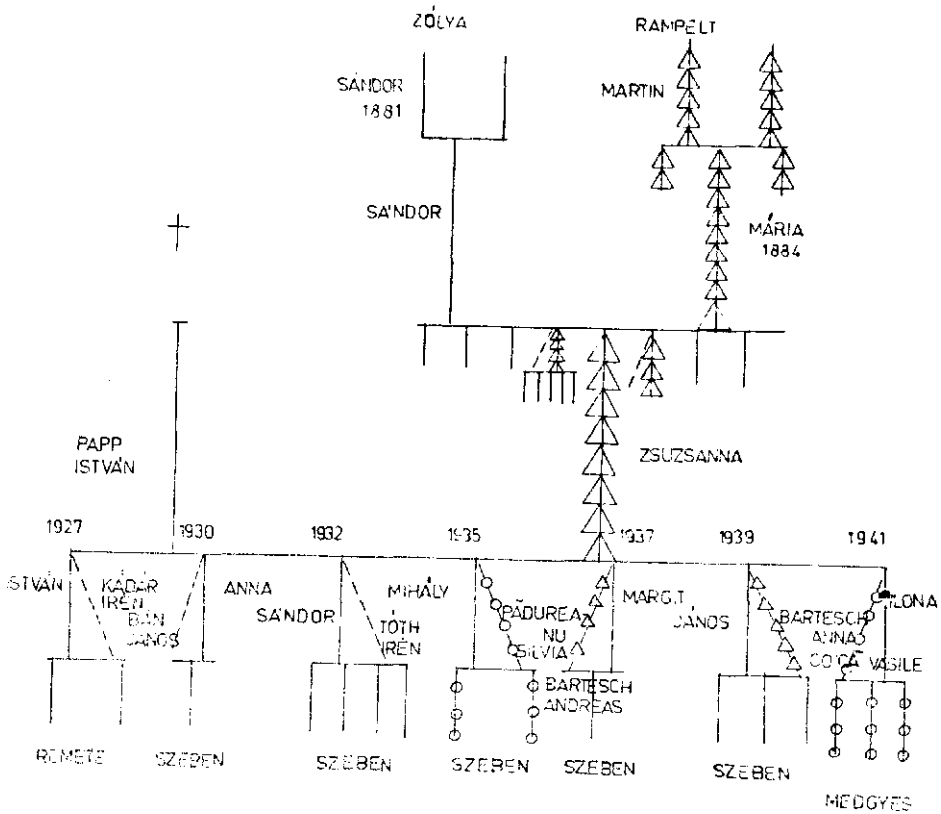 ZÓLYA
RAMPELT
SÁNDOR
1881
MARTIN
SÁNDOR
MÁRIA
1884
PAPP
ISTVÁN
ZSUZSANNA
1927
1930
1932
1935
1937
1939
1941
ISTVÁN
KÁDÁR
IRÉN
BÁN
JÁNOS
ANNA
SÁNDOR
MIHÁLY
TÓTH
IRÉN
PĂDUREA
NU
SILVIA
MARGIT
BARTESCH
ANDREAS
JÁNOS
BARTESCH
ANNA
ILONA
VASILE
REMETE
SZEBEN
SZEBEN
SZEBEN
SZEBEN
SZEBEN
MEDGYES